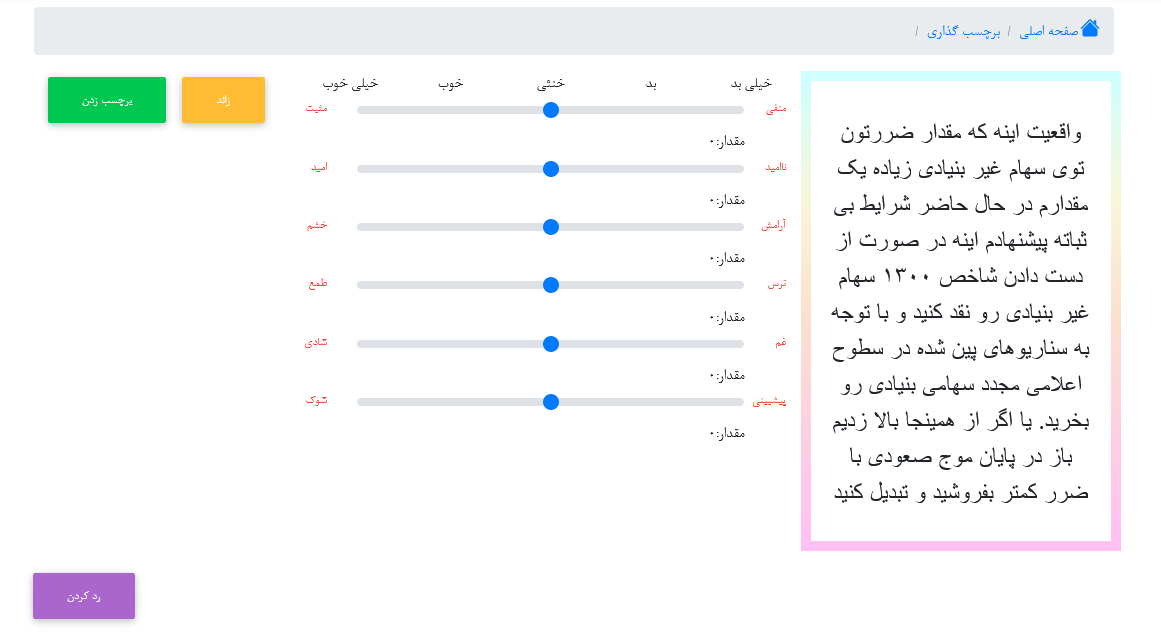 صفحه اصلی / برچسب گذاری /
واقعیت اینه که مقدار ضررتون
توی سهام غیر بنیادی زیاده یک
مقدارم در حال حاضر شرایط بی
ثباته پیشنهادم اینه در صورت از
دست دادن شاخص ۱۳۰۰ سهام
غیر بنیادی رو نقد کنید و با توجه
به سناریوهای پین شده در سطوح
اعلامی مجدد سهامی بنیادی رو
بخرید. یا اگر از همینجا بالا زدیم
باز در پایان موج صعودی با
ضرر کمتر بفروشید و تبدیل کنید
خیلی بد بد خنثی خوب خیلی خوب
منفی مثبت
مقدار:۰
ناامید امید
مقدار:۰
آرامش خشم
مقدار:۰
ترس طمع
مقدار:۰
غم شادی
مقدار:۰
پیشبینی شوک
مقدار:۰
زائد
برچسب زدن
رد کردن